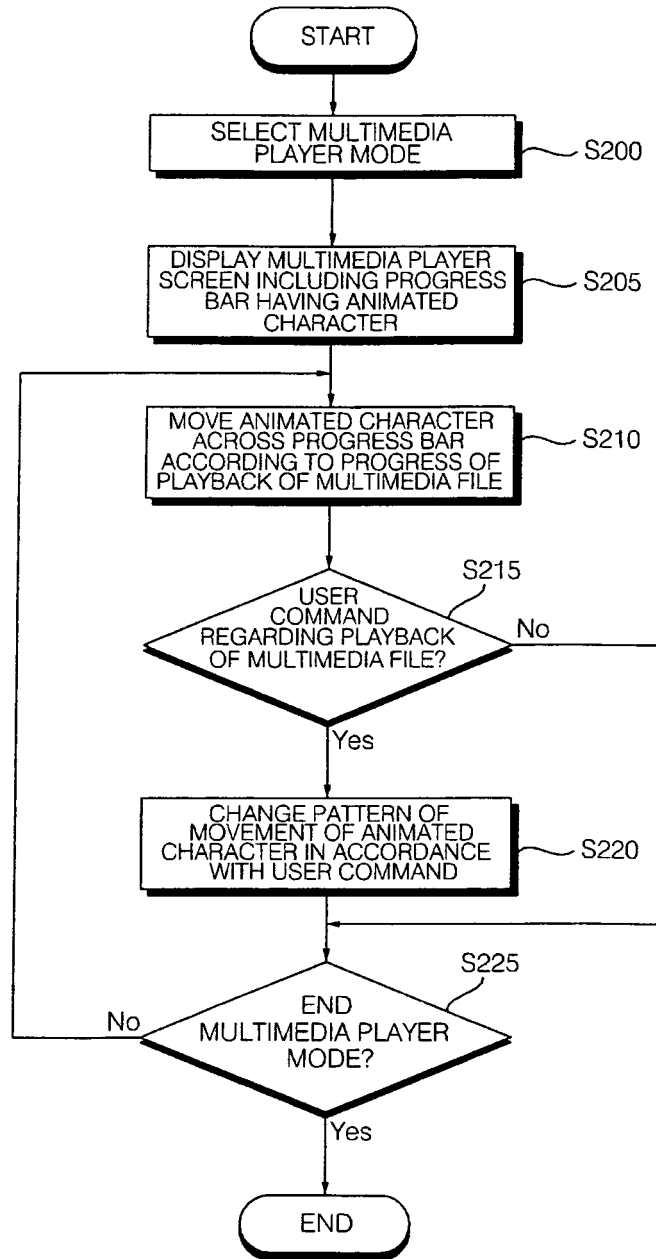 START
SELECT MULTIMEDIA
PLAYER MODE
S200
DISPLAY MULTIMEDIA PLAYER
SCREEN INCLUDING PROGRESS
BAR HAVING ANIMATED
CHARACTER
S205
MOVE ANIMATED CHARACTER
ACROSS PROGRESS BAR
ACCORDING TO PROGRESS OF
PLAYBACK OF MULTIMEDIA FILE
S210
S215
USER
COMMAND
REGARDING PLAYBACK
OF MULTIMEDIA FILE?
No
Yes
CHANGE PATTERN OF
MOVEMENT OF ANIMATED
CHARACTER IN ACCORDANCE
WITH USER COMMAND
S220
S225
END
MULTIMEDIA PLAYER
MODE?
No
Yes
END